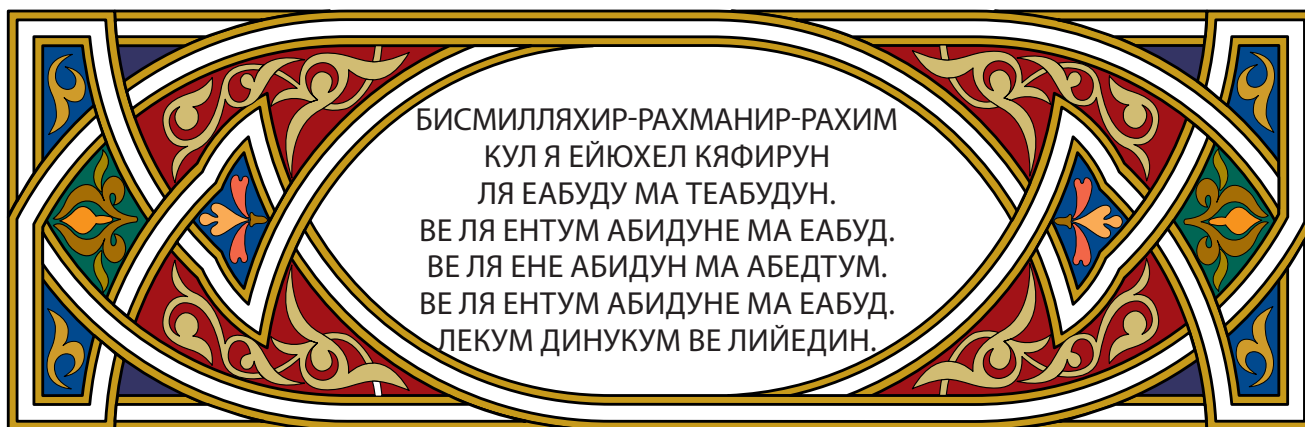 БИСМИЛЛЯХИР-РАХМАНИР-РАХИМ
КУЛ Я ЕЙЮХЕЛ КЯФИРУН
ЛЯ ЕАБУДУ МА ТЕАБУДУН.
ВЕ ЛЯ ЕНТУМ АБИДУНЕ МА ЕАБУД.
ВЕ ЛЯ ЕНЕ АБИДУН МА АБЕДТУМ.
ВЕ ЛЯ ЕНТУМ АБИДУНЕ МА ЕАБУД.
ЛЕКУМ ДИНУКУМ ВЕ ЛИЙЕДИН.